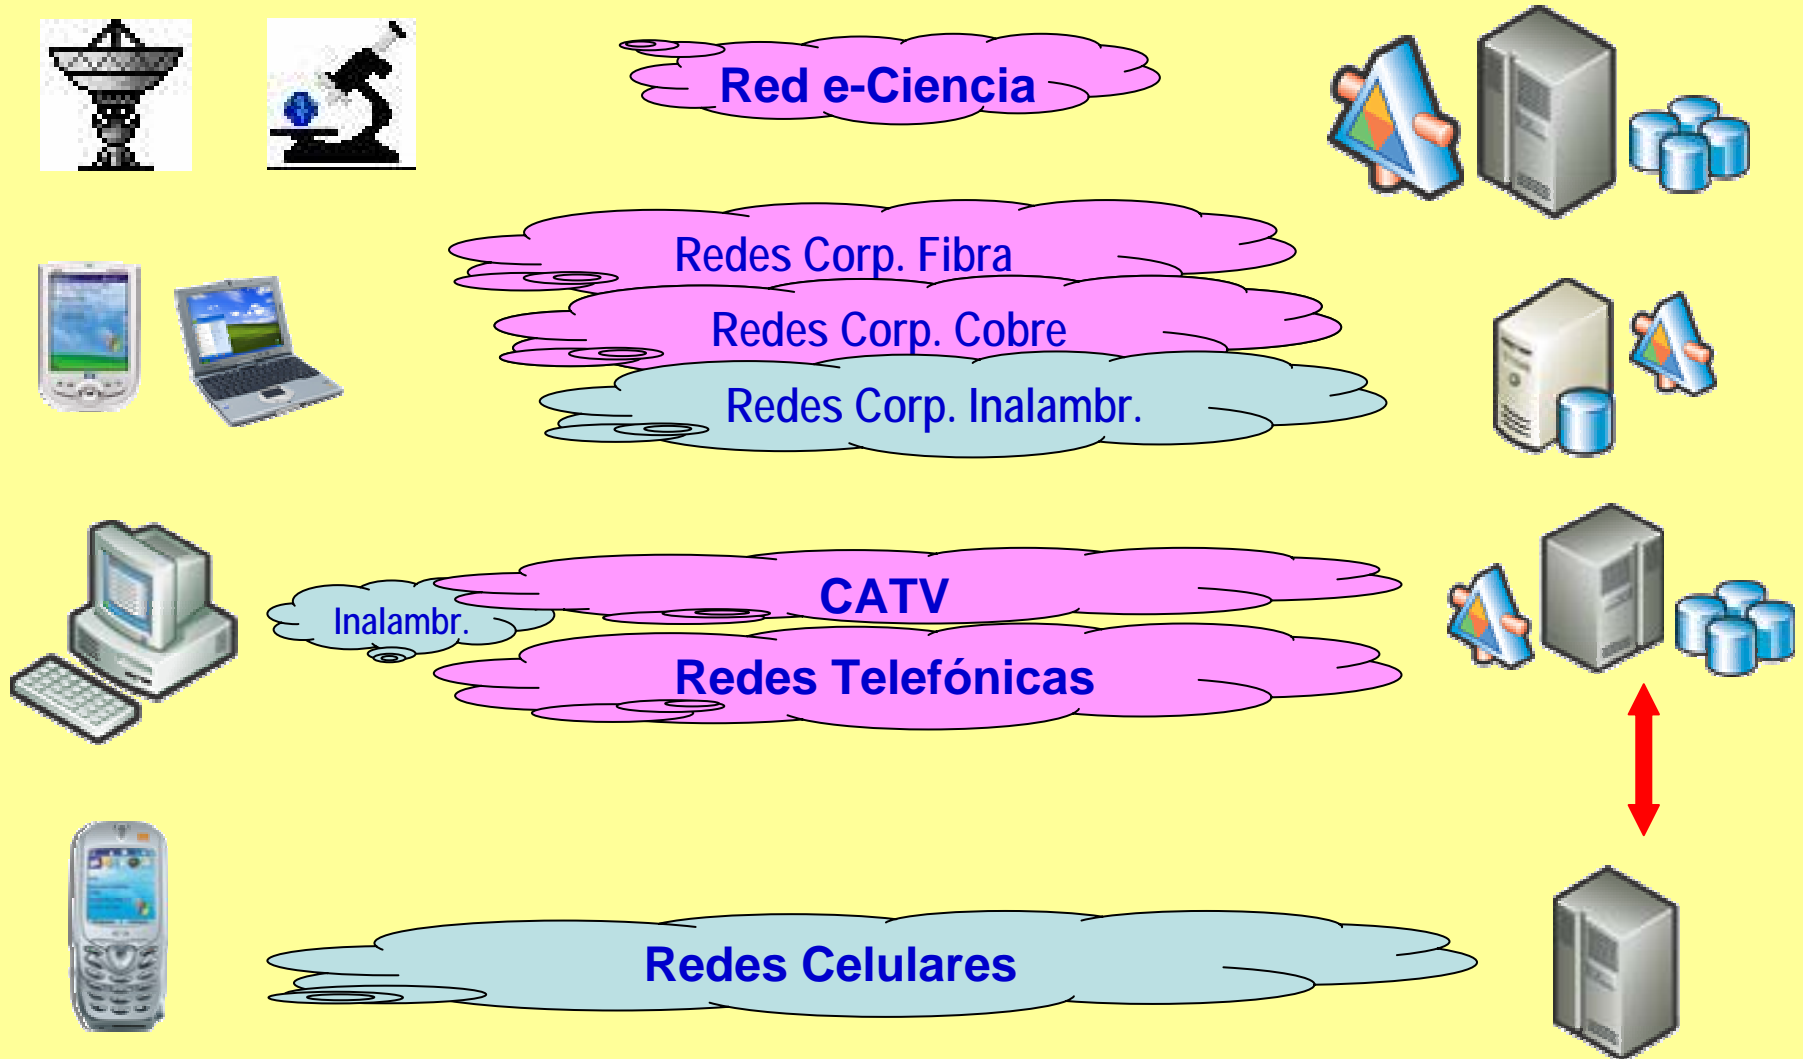 Red e-Ciencia
Redes Corp. Fibra
Redes Corp. Cobre
Redes Corp. Inalambr.
CATV
Inalambr.
Redes Telefónicas
Redes Celulares